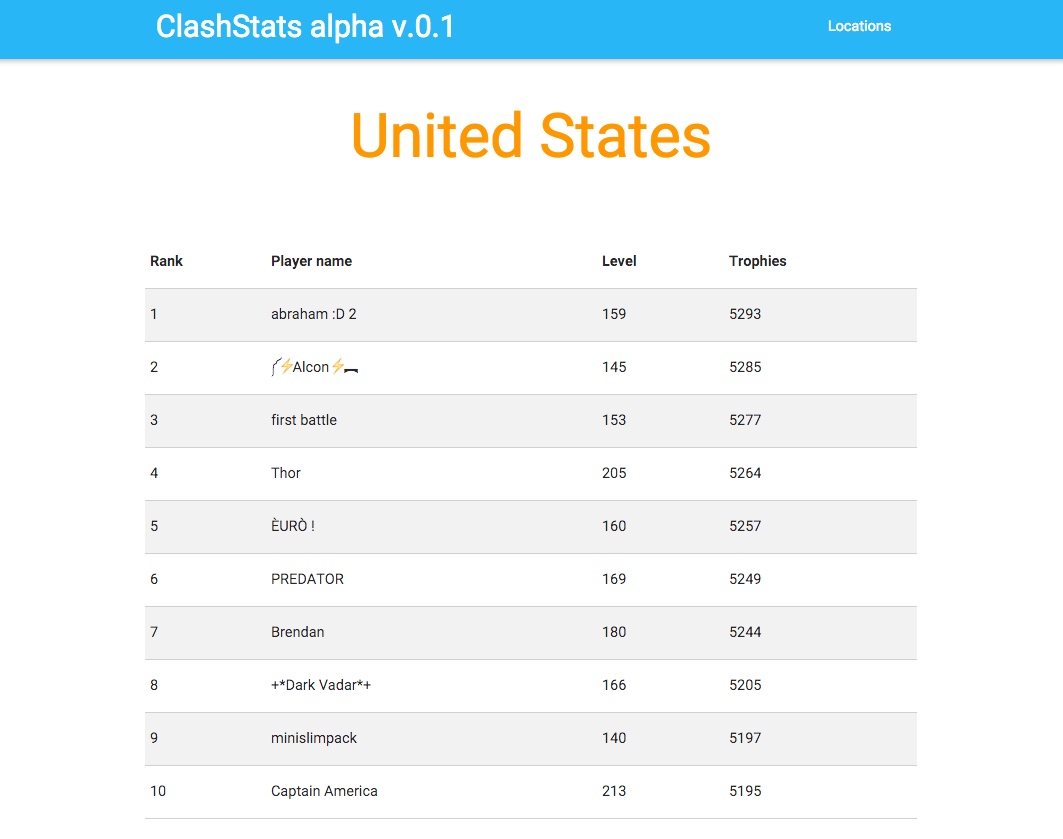 ClashStats alpha v.0.1 Locations
United States
Rank Player name Level Trophies
1 abraham :D 2 159 5293
2 ⎛⚡Alcon⚡▂ 145 5285
3 first battle 153 5277
4 Thor 205 5264
5 ÈURÒ ! 160 5257
6 PREDATOR 169 5249
7 Brendan 180 5244
8 +*Dark Vadar*+ 166 5205
9 minislimpack 140 5197
10 Captain America 213 5195